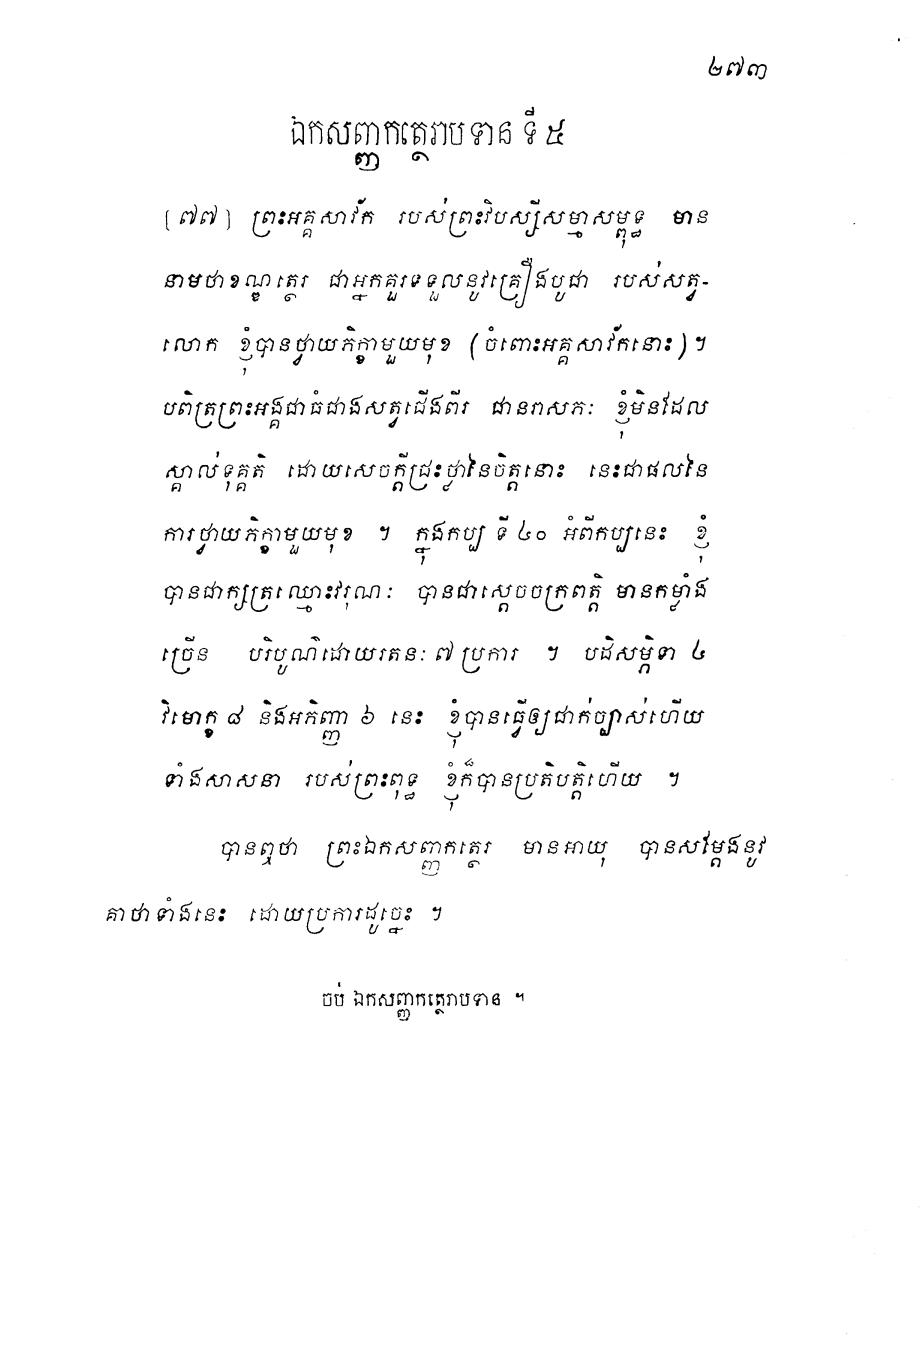 ២៧៣
ឯកសញ្ញកត្ថេរាបទាន ទី ៥
[៧៧] ព្រះអគ្គសាវ័ក របស់ព្រះវិបស្សីសម្មាសម្ពុទ្ធ មាន
នាមថាខណ្ឌត្ថេរ ជាអ្នកគួរទទួលនូវគ្រឿងបូជា របស់សត្វ-
លោក ខ្ញុំបានថ្វាយភិក្ខាមួយមុខ (ចំពោះអគ្គសាវ័កនោះ) ។
បពិត្រព្រះអង្គជាធំជាងសត្វជើងពីរ ជានរាសភៈ ខ្ញុំមិនដែល
ស្គាល់ទុគ្គតិ ដោយសេចក្តីជ្រះថ្លានៃចិត្តនោះ នេះជាផលនៃ
ការថ្វាយភិក្ខាមួយមុខ ។ ក្នុងកប្ប ទី ៤០ អំពីកប្បនេះ ខ្ញុំ
បានជាក្សត្រឈ្មោះវរុណៈ បានជាស្តេចចក្រពត្តិ មានកម្លាំង
ច្រើន បរិបូណ៌ដោយរតនៈ ៧ ប្រការ ។ បដិសម្ភិទា ៤
វិមោក្ខ ៨ និងអភិញ្ញា ៦ នេះ ខ្ញុំបានធ្វើឲ្យជាក់ច្បាស់ហើយ
ទាំងសាសនា របស់ព្រះពុទ្ធ ខ្ញុំក៏បានប្រតិបត្តិហើយ ។
បានឮថា ព្រះឯកសញ្ញកត្ថេរ មានអាយុ បានសម្តែងនូវ
គាថាទាំងនេះ ដោយប្រការដូច្នេះ ។
ចប់ ឯកសញ្ញកត្ថេរាបទាន ។